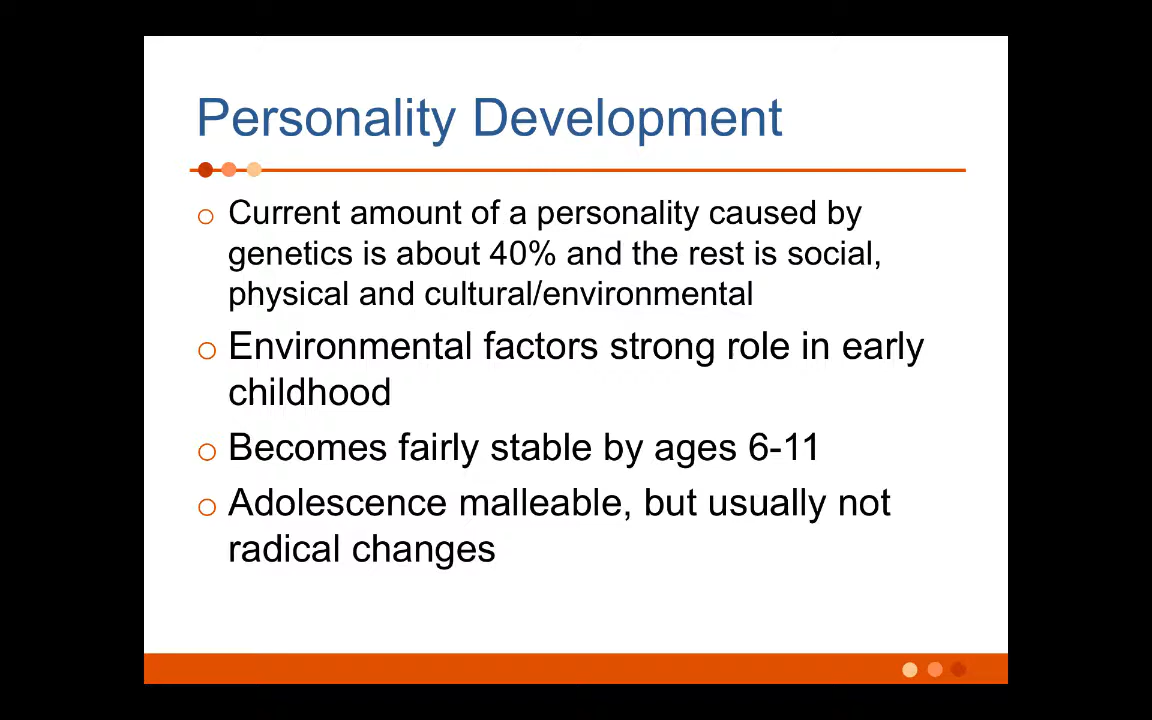 Personality Development
Current amount of a personality caused by
genetics is about 40% and the rest is social,
physical and cultural/environmental
Environmental factors strong role in early
childhood
Becomes fairly stable by ages 6-11
Adolescence malleable, but usually not
radical changes